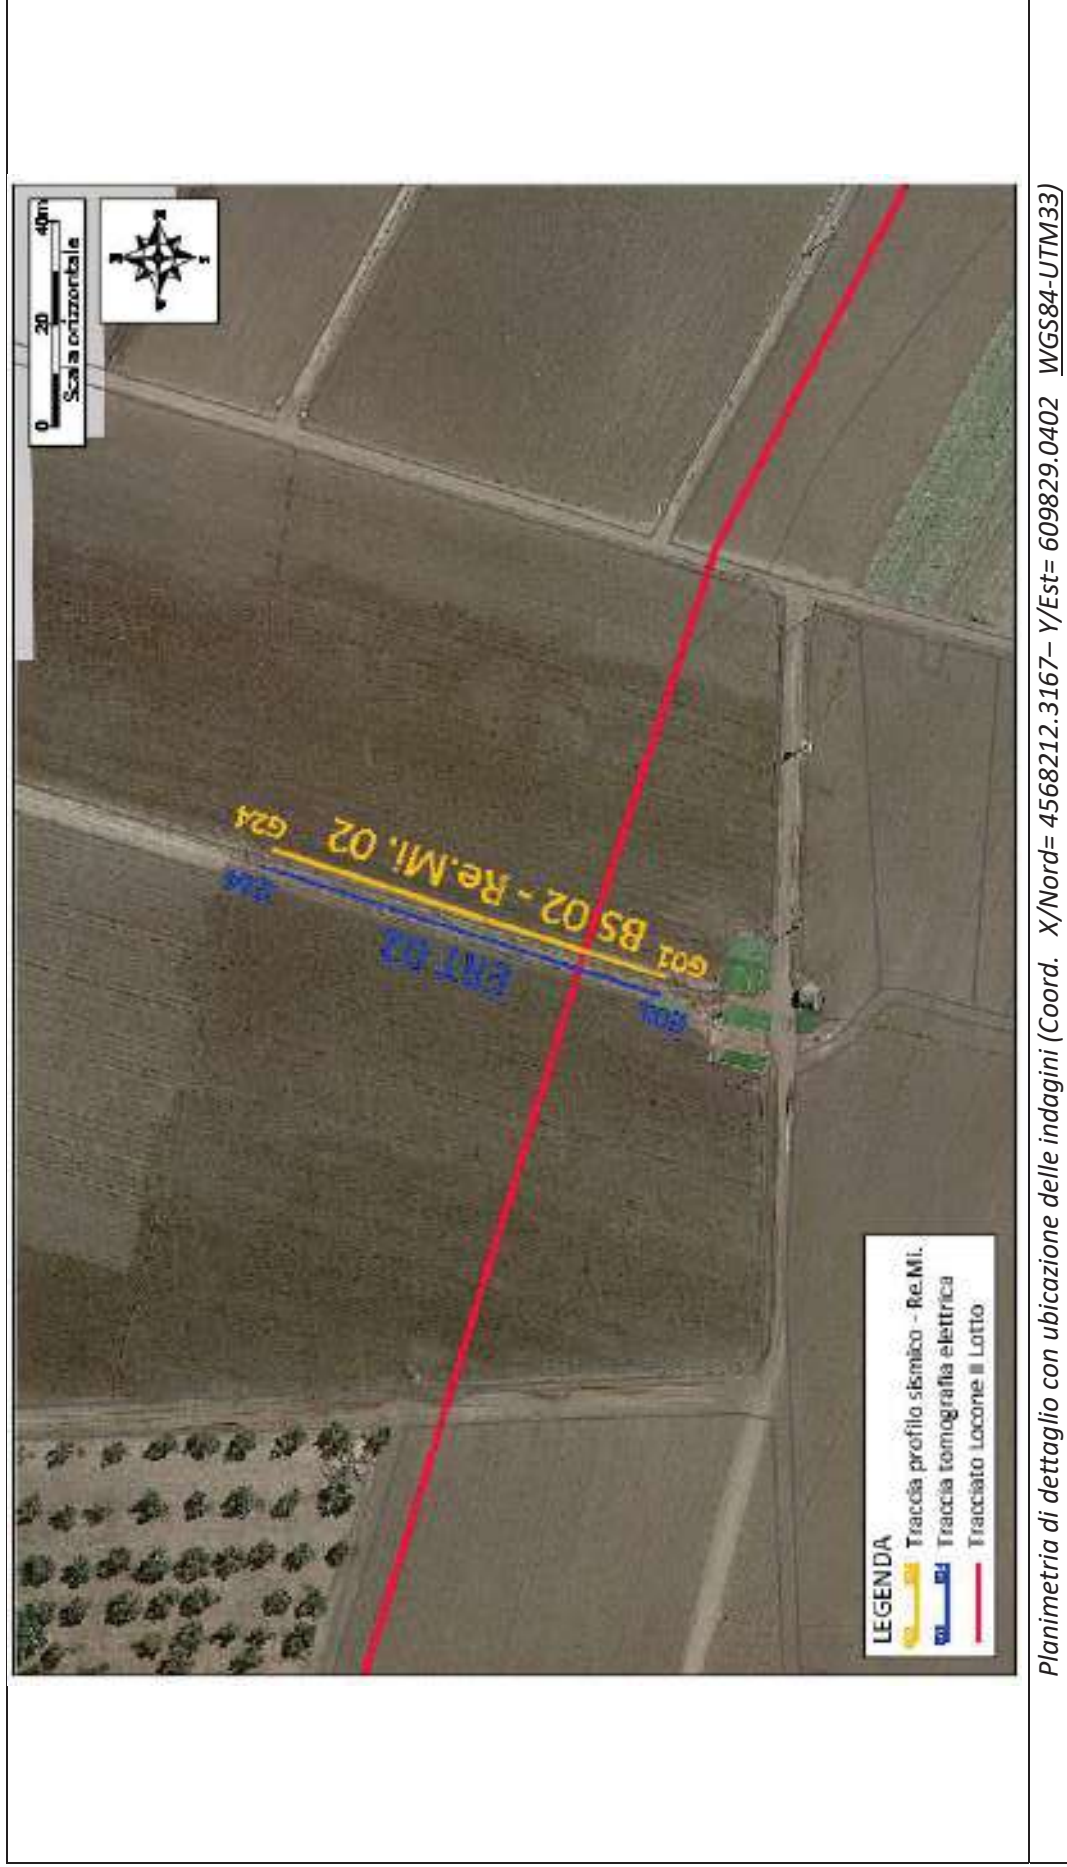 0 20 40m
Scala orizzontale
G24
BS 02 - Re.Mi. 02
G01
ERT 02
LEGENDA
Traccia profilo sismico - Re.Mi.
Traccia tomografia elettrica
Tracciato Locone II Lotto
Planimetria di dettaglio con ubicazione delle indagini (Coord. X/Nord= 4568212.3167– Y/Est= 609829.0402 WGS84-UTM33)